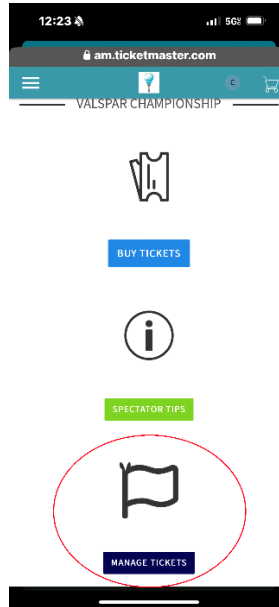 12:23
5G
am.ticketmaster.com
C
VALSPAR CHAMPIONSHIP
BUY TICKETS
SPECTATOR TIPS
MANAGE TICKETS